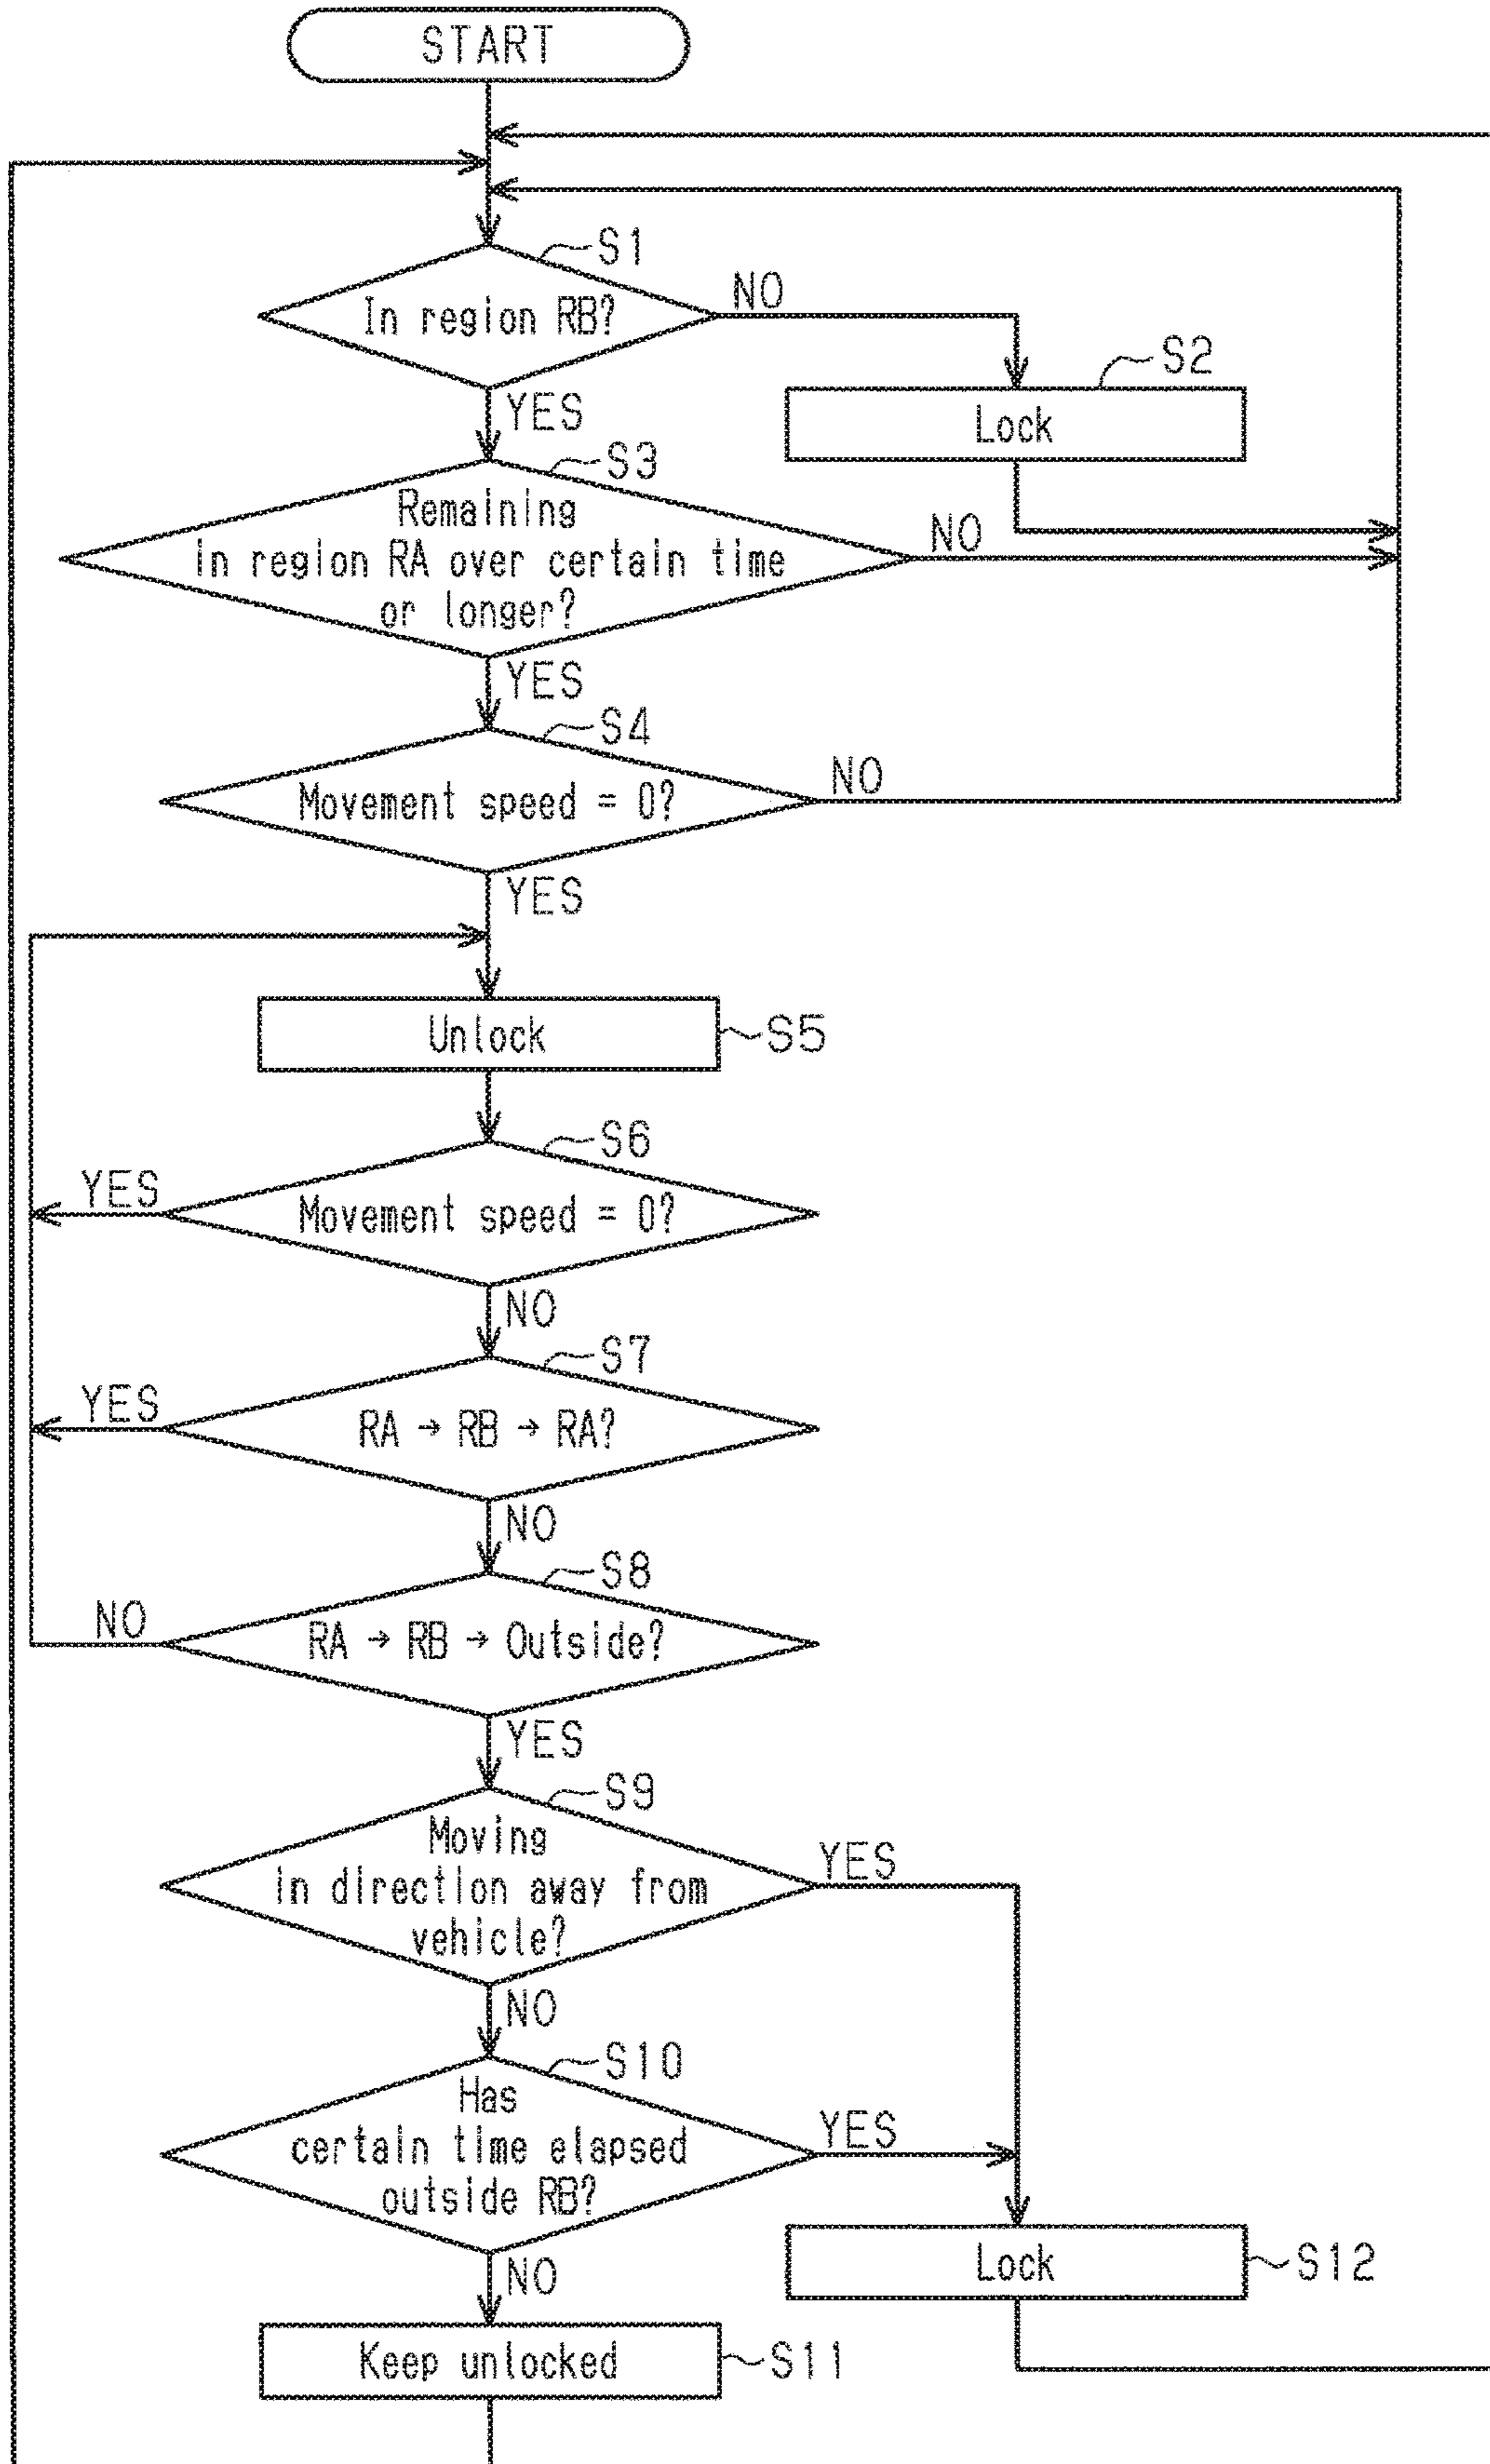 START
S1
In region RB?
NO
YES
S2
Lock
S3
Remaining
in region RA over certain time
or longer?
NO
YES
S4
Movement speed = 0?
NO
YES
Unlock
S5
S6
YES
Movement speed = 0?
NO
S7
YES
RA → RB → RA?
NO
S8
NO
RA → RB → Outside?
YES
S9
Moving
in direction away from
vehicle?
YES
NO
S10
Has
certain time elapsed
outside RB?
YES
NO
Lock
S12
Keep unlocked
S11